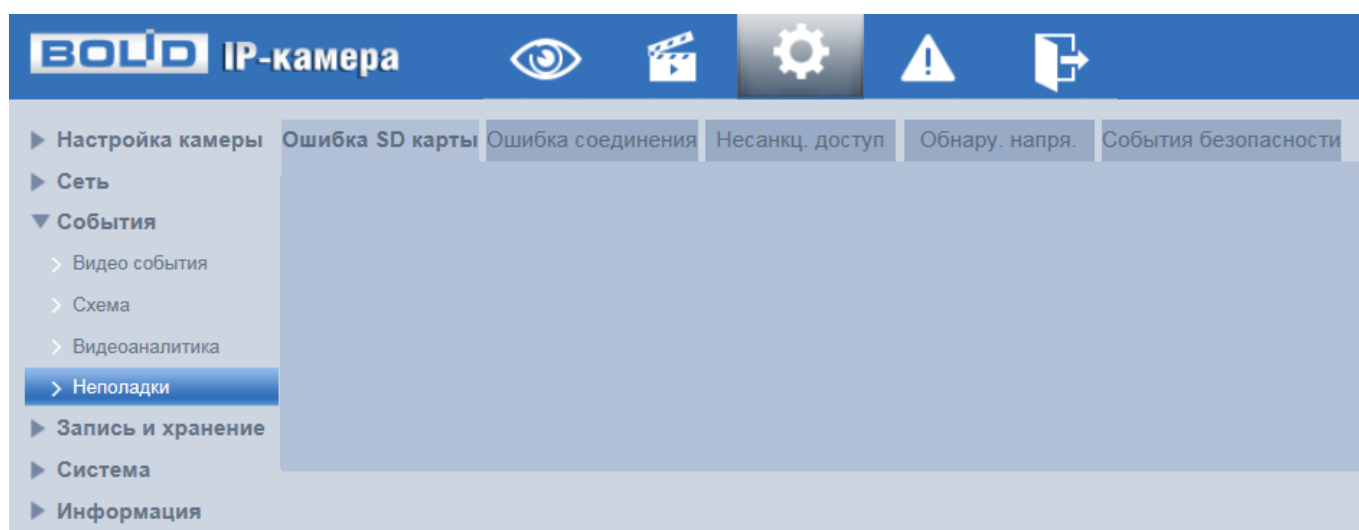 BOLID IP-камера
Настройка камеры
Ошибка SD карты Ошибка соединения Несанкц. доступ Обнару. напря. События безопасности
Сеть
События
Видео события
Схема
Видеоаналитика
Неполадки
Запись и хранение
Система
Информация